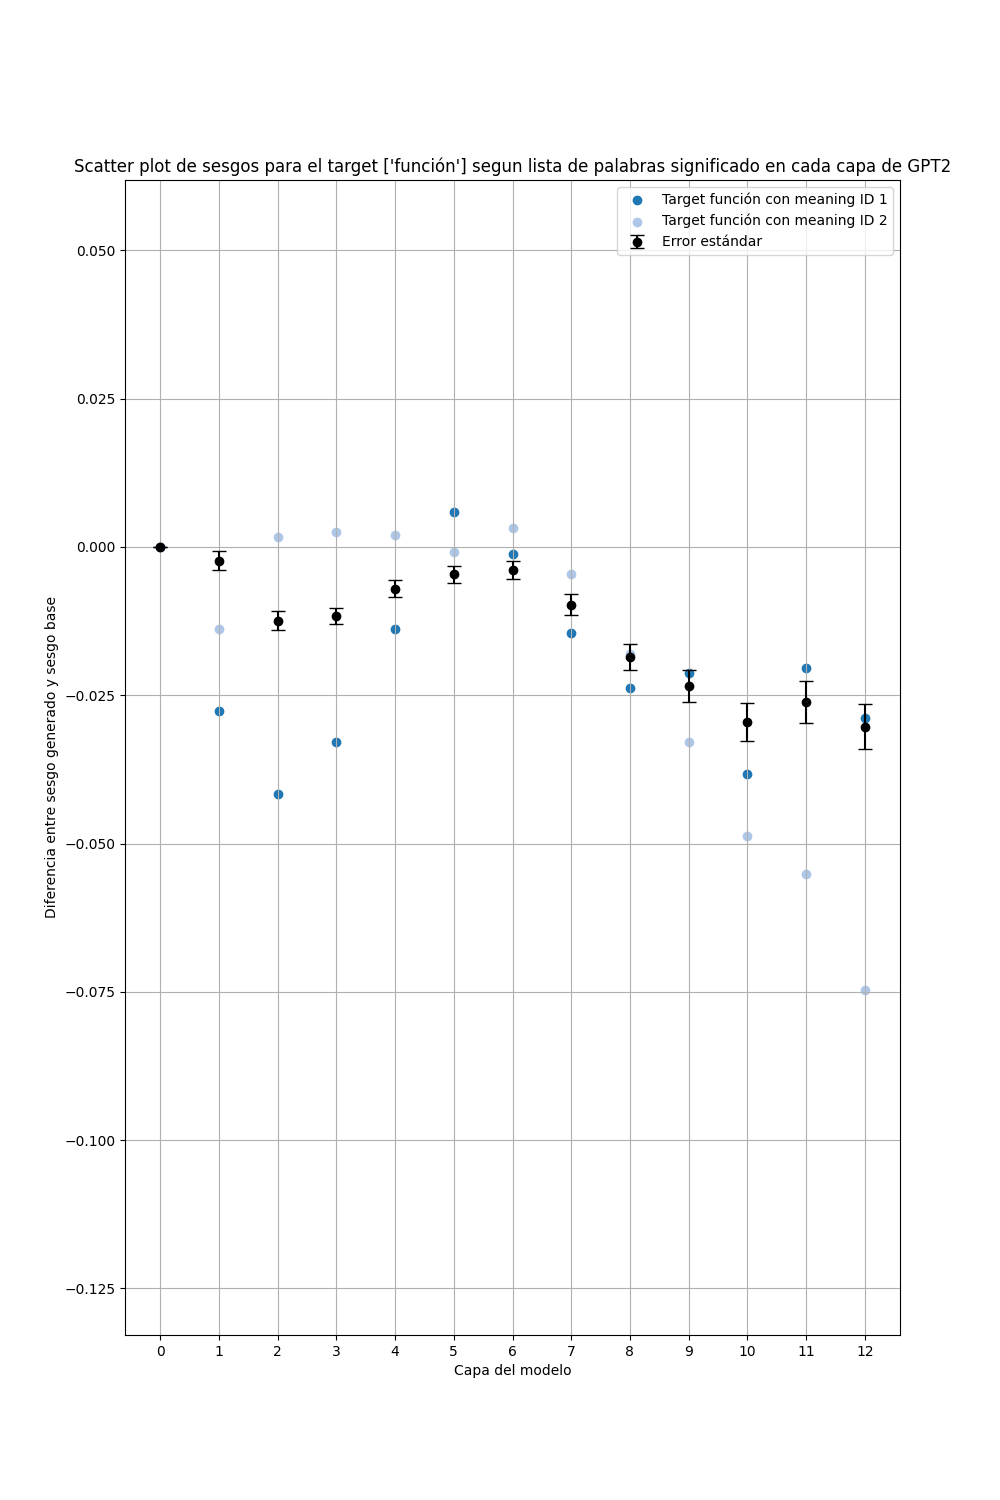 Scatter plot de sesgos para el target ['función'] segun lista de palabras significado en cada capa de GPT2
Target función con meaning ID 1
Target función con meaning ID 2
Error estándar
0.050
0.025
0.000
−0.025
−0.050
−0.075
−0.100
−0.125
Diferencia entre sesgo generado y sesgo base
0 1 2 3 4 5 6 7 8 9 10 11 12
Capa del modelo